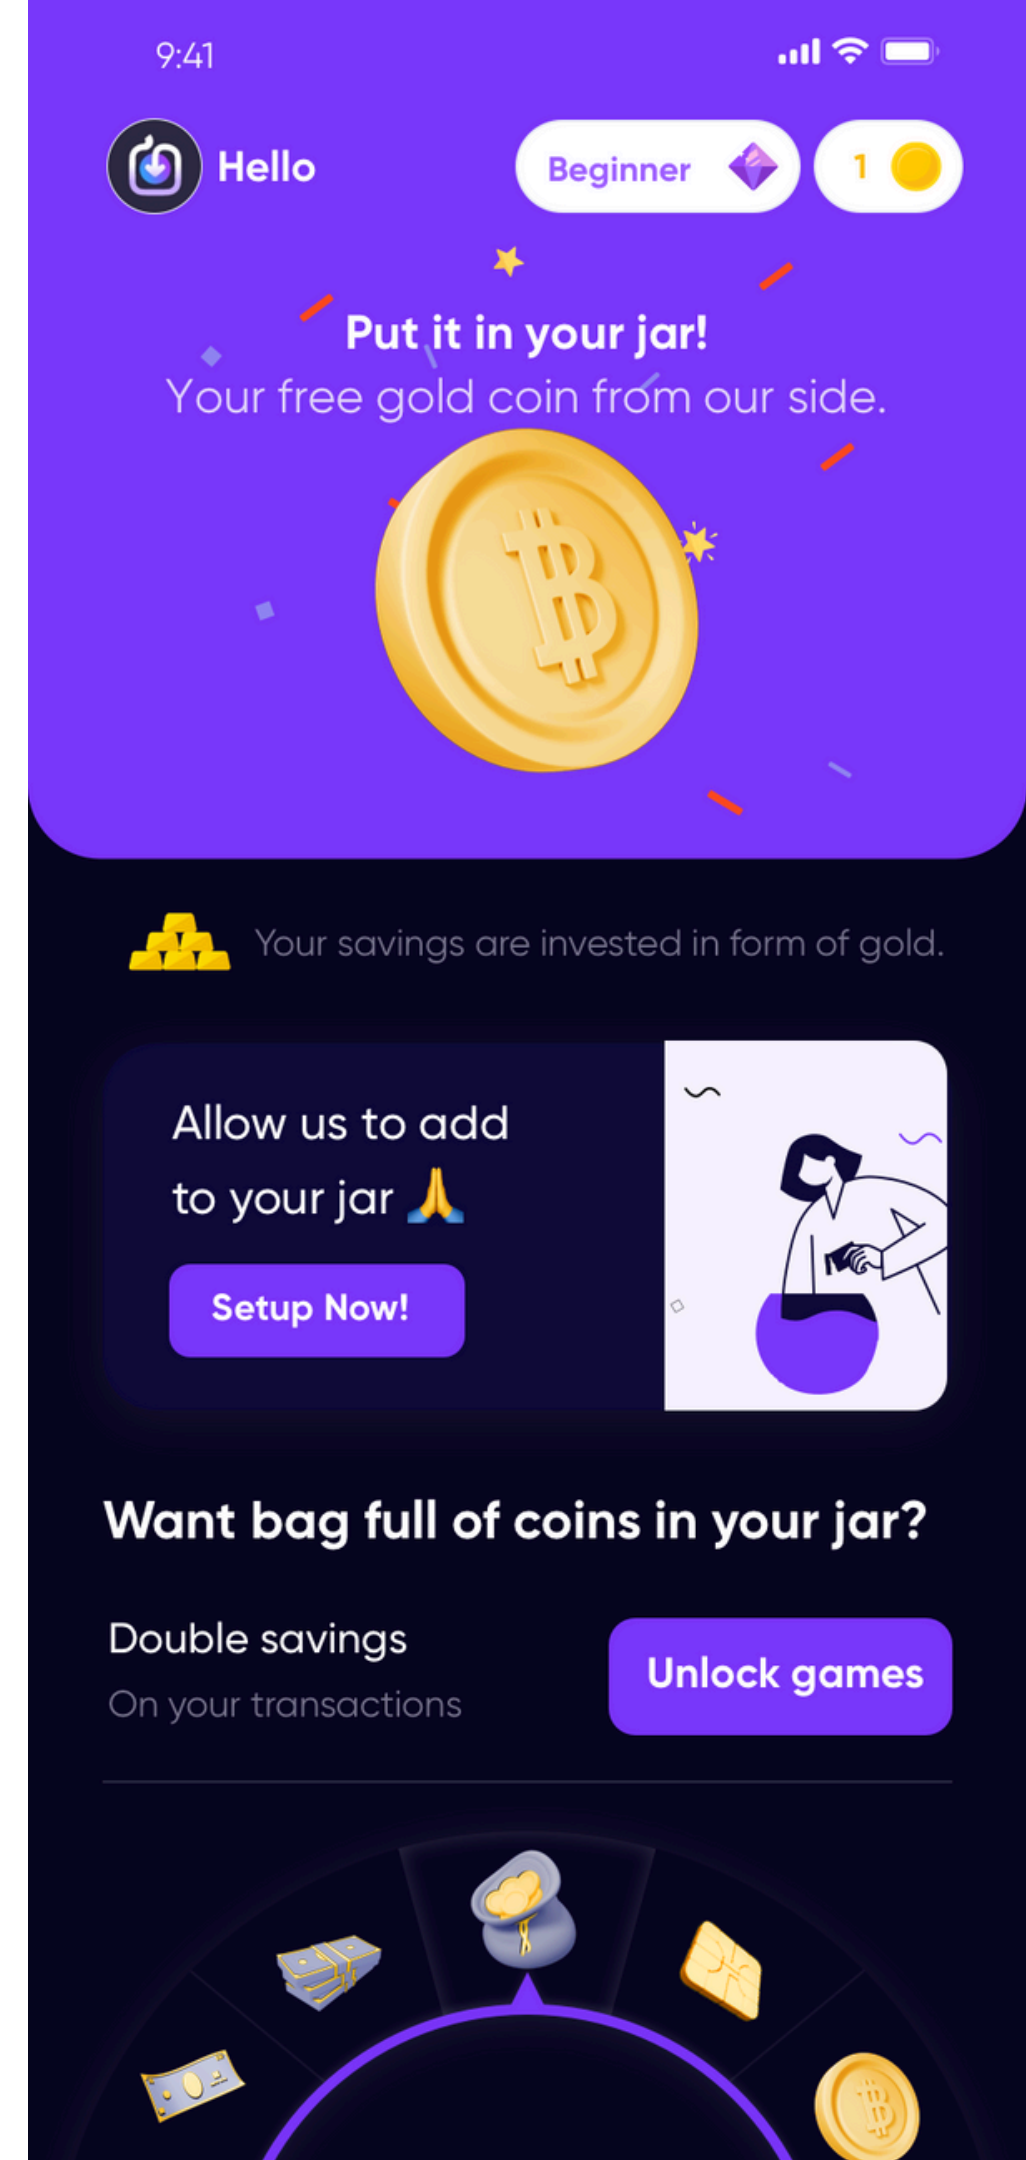 9:41
Hello
Beginner
1
Put it in your jar!
Your free gold coin from our side.
Your savings are invested in form of gold.
Allow us to add
to your jar 🙏
Setup Now!
Want bag full of coins in your jar?
Double savings
On your transactions
Unlock games